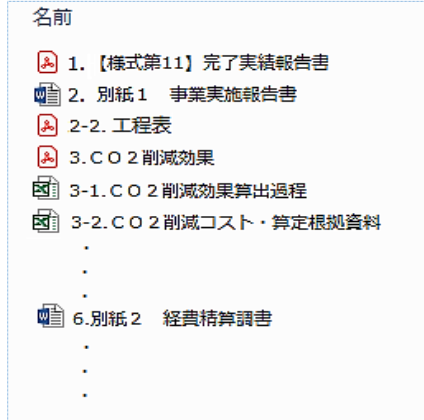 名前
1. 【様式第11】完了実績報告書
2. 別紙１　事業実施報告書
2-2. 工程表
3.ＣＯ２削減効果
3-1.ＣＯ２削減効果算出過程
3-2.ＣＯ２削減コスト・算定根拠資料
・
・
・
6.別紙２　経費精算調書
・
・
・